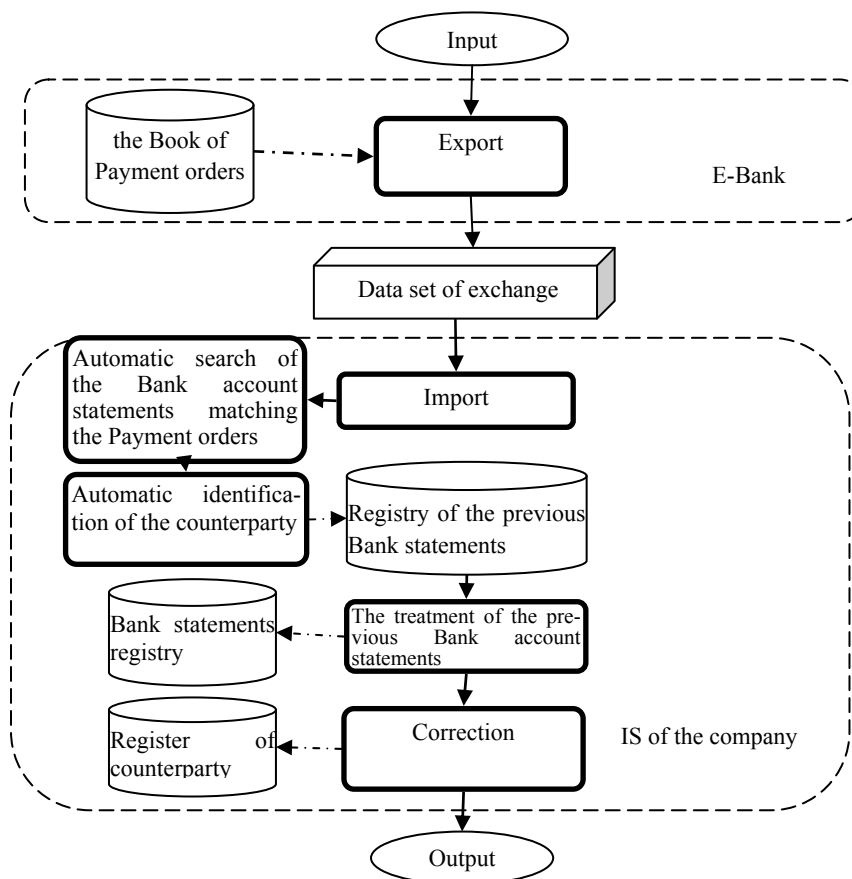 Input
the Book of
Payment orders
Export
E-Bank
Data set of exchange
Automatic search of
the Bank account
statements matching
the Payment orders
Import
Automatic identifica-
tion of the counterparty
Registry of the previous
Bank statements
Bank statements
registry
The treatment of the pre-
vious Bank account
statements
Register of
counterparty
Correction
IS of the company
Output